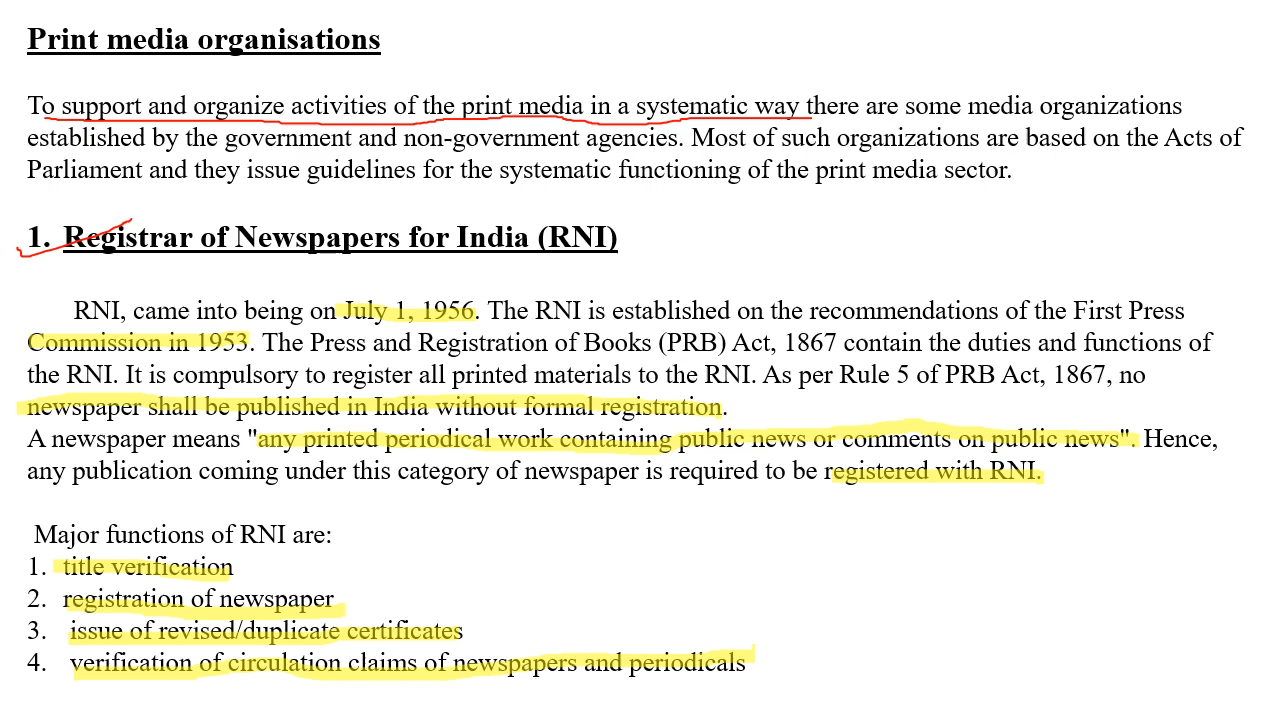 Print media organisations
To support and organize activities of the print media in a systematic way there are some media organizations
established by the government and non-government agencies. Most of such organizations are based on the Acts of
Parliament and they issue guidelines for the systematic functioning of the print media sector.
1. Registrar of Newspapers for India (RNI)
RNI, came into being on July 1, 1956. The RNI is established on the recommendations of the First Press
Commission in 1953. The Press and Registration of Books (PRB) Act, 1867 contain the duties and functions of
the RNI. It is compulsory to register all printed materials to the RNI. As per Rule 5 of PRB Act, 1867, no
newspaper shall be published in India without formal registration.
A newspaper means "any printed periodical work containing public news or comments on public news". Hence,
any publication coming under this category of newspaper is required to be registered with RNI.
Major functions of RNI are:
1. title verification
2. registration of newspaper
3. issue of revised/duplicate certificates
4. verification of circulation claims of newspapers and periodicals